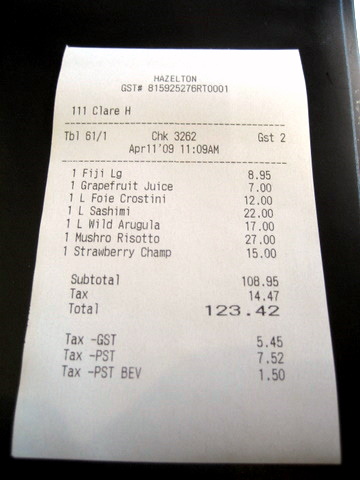 HAZELTON
GST# 815925276RT0001
111 Clare H
Tbl 61/1 Chk 3262 Gst 2
Apr11'09 11:09AM
1 Fiji Lg 8.95
1 Grapefruit Juice 7.00
1 L Foie Crostini 12.00
1 L Sashimi 22.00
1 L Wild Arugula 17.00
1 Mushro Risotto 27.00
1 Strawberry Champ 15.00
Subtotal 108.95
Tax 14.47
Total 123.42
Tax -GST 5.45
Tax -PST 7.52
Tax -PST BEV 1.50